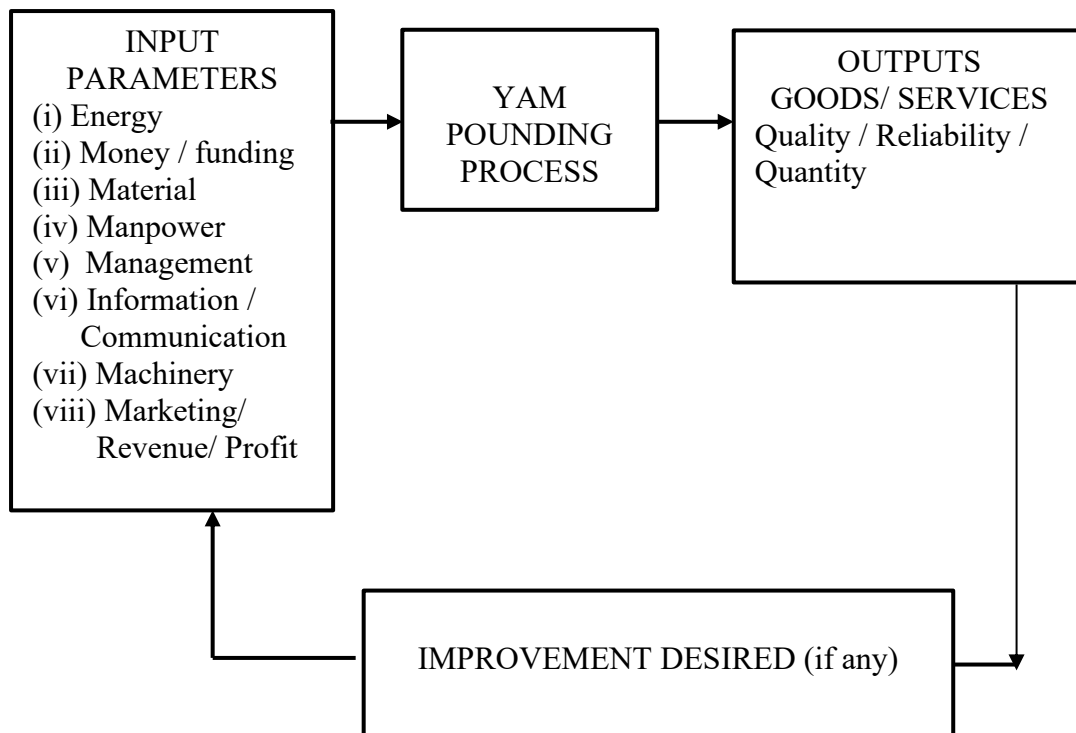 INPUT
PARAMETERS
(i) Energy
(ii) Money / funding
(iii) Material
(iv) Manpower
(v) Management
(vi) Information /
Communication
(vii) Machinery
(viii) Marketing/
Revenue/ Profit
YAM
POUNDING
PROCESS
OUTPUTS
GOODS/ SERVICES
Quality / Reliability /
Quantity
IMPROVEMENT DESIRED (if any)